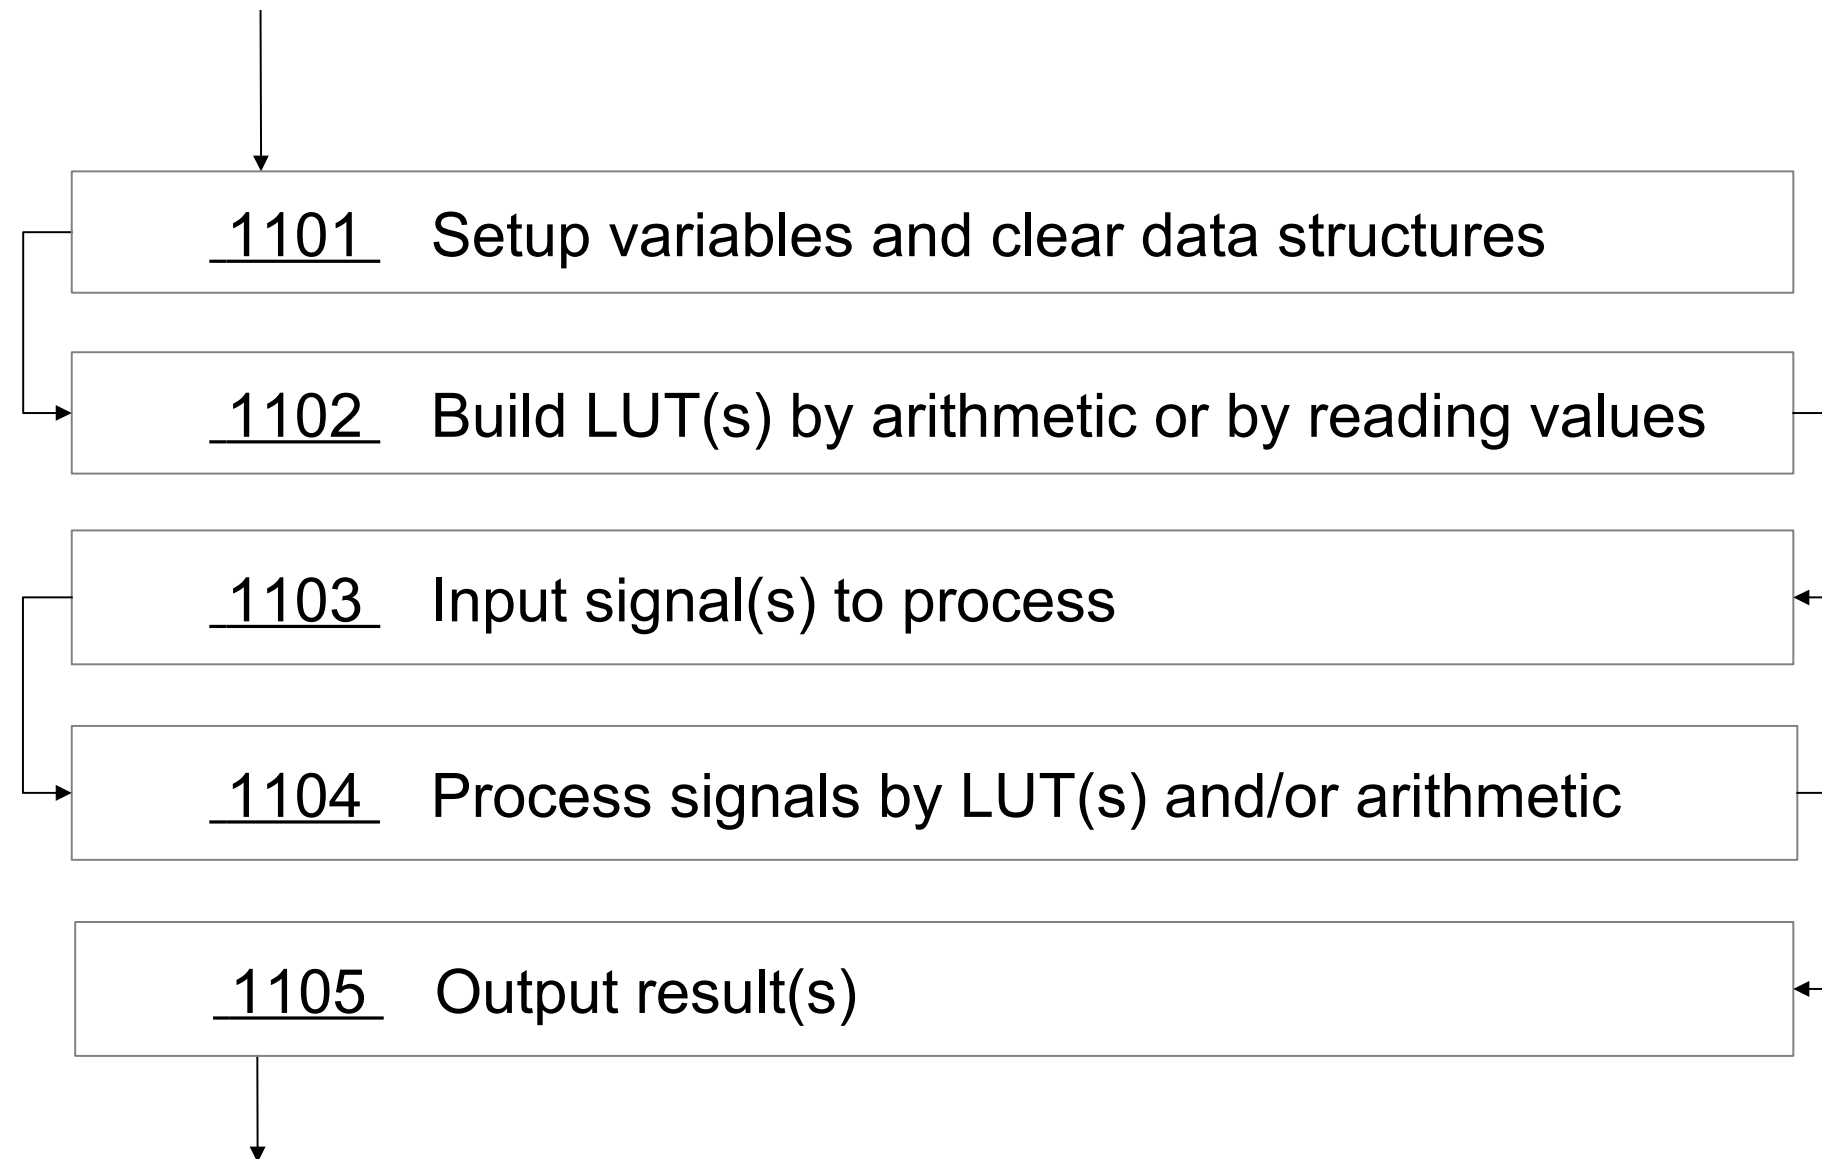 1101 Setup variables and clear data structures
1102 Build LUT(s) by arithmetic or by reading values
1103 Input signal(s) to process
1104 Process signals by LUT(s) and/or arithmetic
1105 Output result(s)